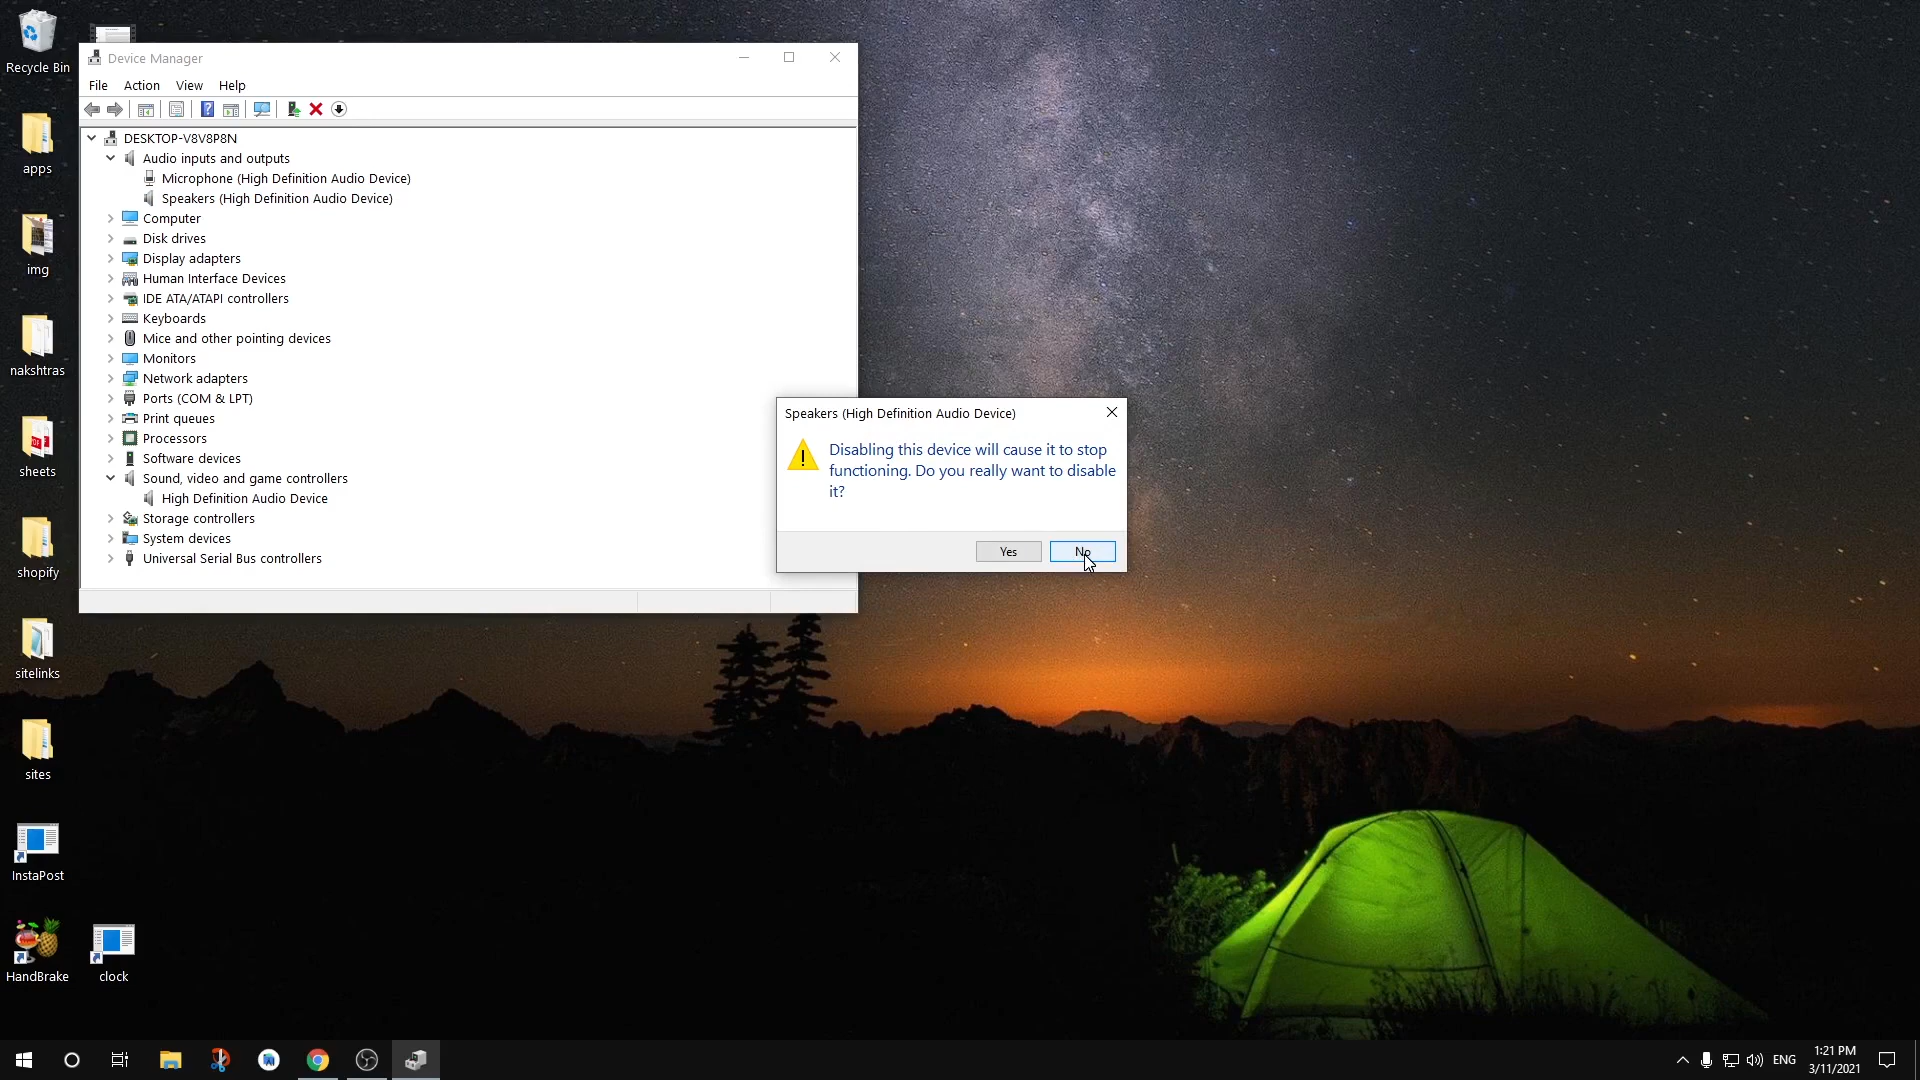 Recycle Bin
apps
img
nakshtras
sheets
shopify
sitelinks
sites
InstaPost
HandBrake
clock
Device Manager
File Action View Help
DESKTOP-V8V8P8N
Audio inputs and outputs
Microphone (High Definition Audio Device)
Speakers (High Definition Audio Device)
Computer
Disk drives
Display adapters
Human Interface Devices
IDE ATA/ATAPI controllers
Keyboards
Mice and other pointing devices
Monitors
Network adapters
Ports (COM & LPT)
Print queues
Processors
Software devices
Sound, video and game controllers
High Definition Audio Device
Storage controllers
System devices
Universal Serial Bus controllers
Speakers (High Definition Audio Device)
Disabling this device will cause it to stop
functioning. Do you really want to disable
it?
Yes No
ENG
1:21 PM
3/11/2021